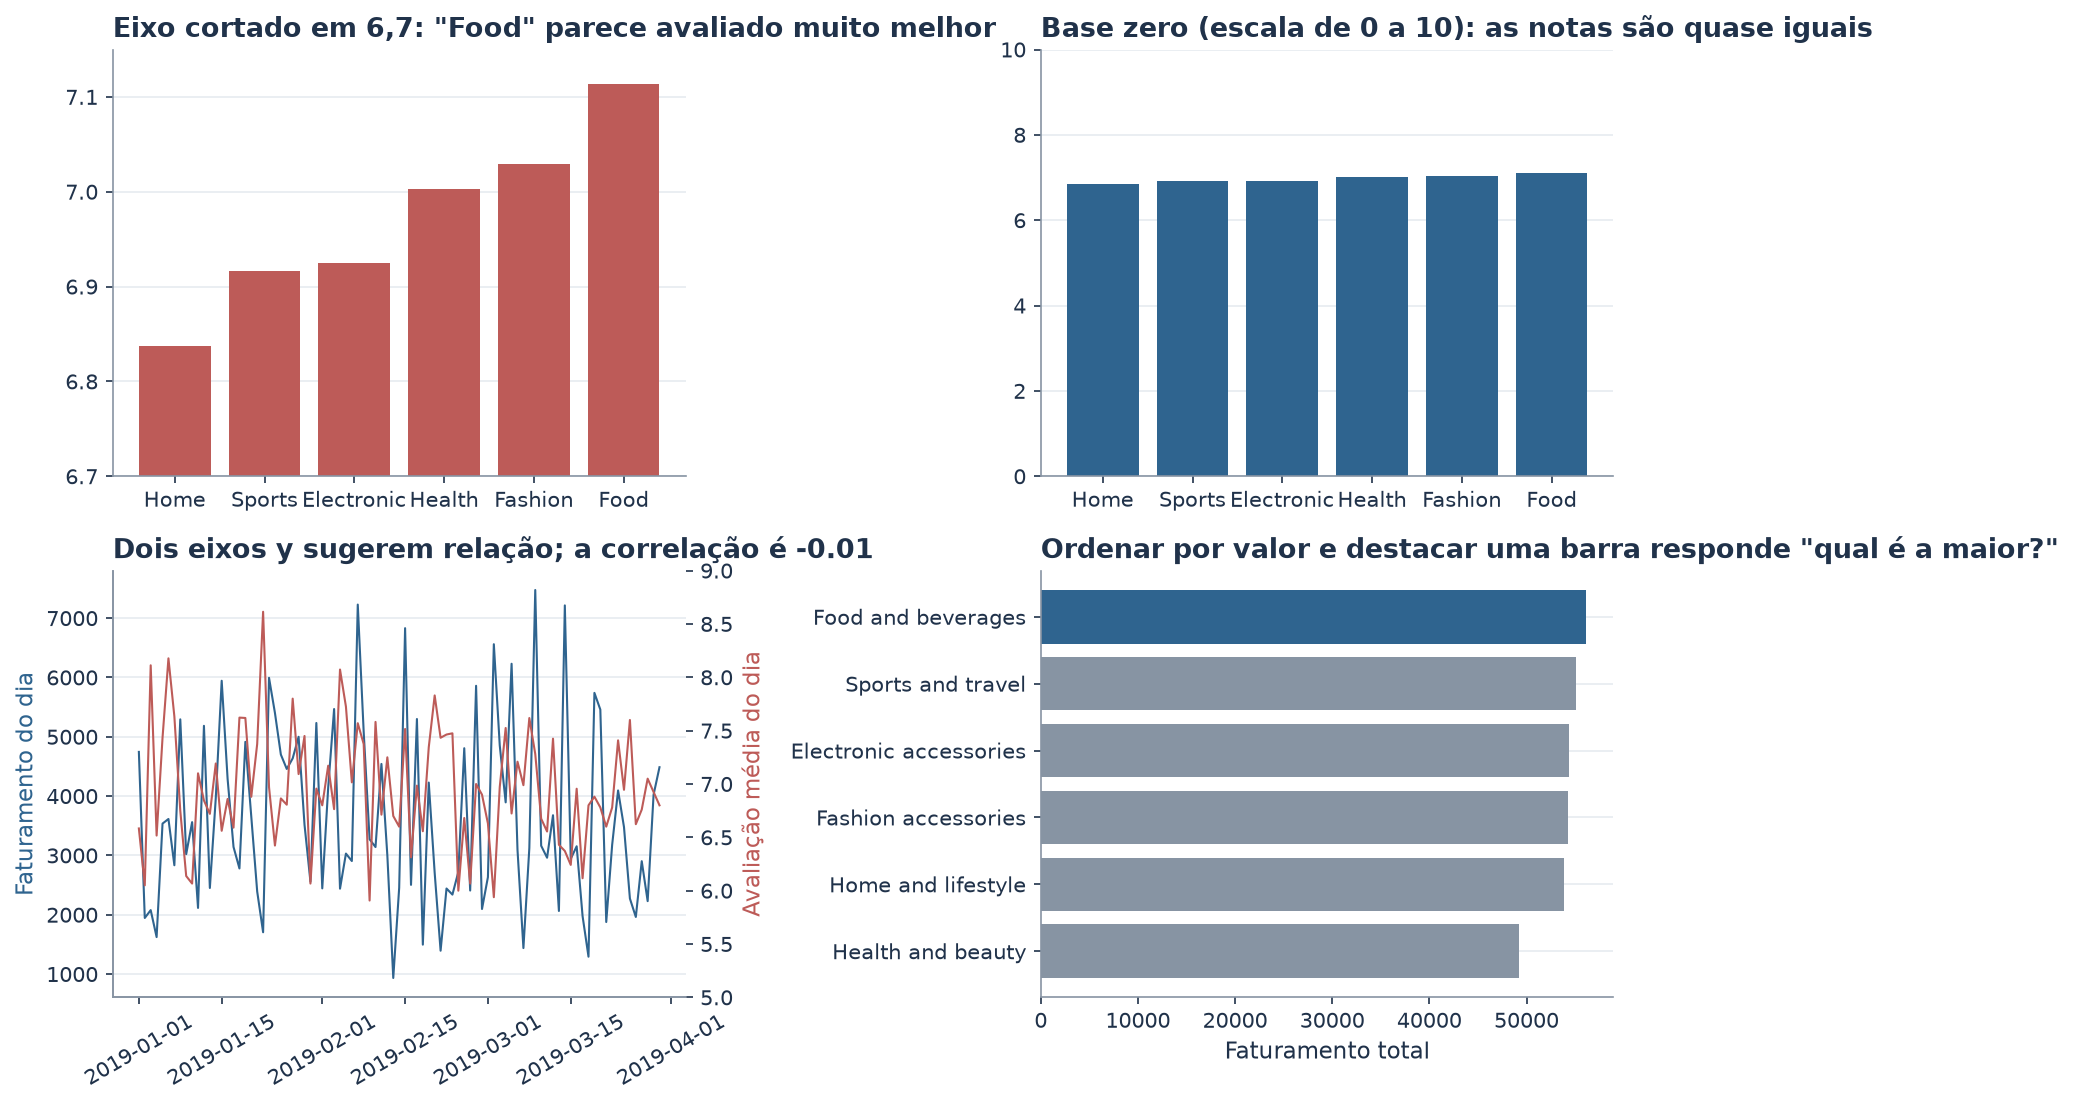 Eixo cortado em 6,7: "Food" parece avaliado muito melhor
7.1
7.0
6.9
6.8
6.7
Home Sports Electronic Health Fashion Food
Base zero (escala de 0 a 10): as notas são quase iguais
10
8
6
4
2
0
Home Sports Electronic Health Fashion Food
Dois eixos y sugerem relação; a correlação é -0.01
Faturamento do dia
7000
6000
5000
4000
3000
2000
1000
9.0
8.5
8.0
7.5
7.0
6.5
6.0
5.5
5.0
Avaliação média do dia
2019-01-01 2019-01-15 2019-02-01 2019-02-15 2019-03-01 2019-03-15 2019-04-01
Ordenar por valor e destacar uma barra responde "qual é a maior?"
Food and beverages
Sports and travel
Electronic accessories
Fashion accessories
Home and lifestyle
Health and beauty
0 10000 20000 30000 40000 50000
Faturamento total